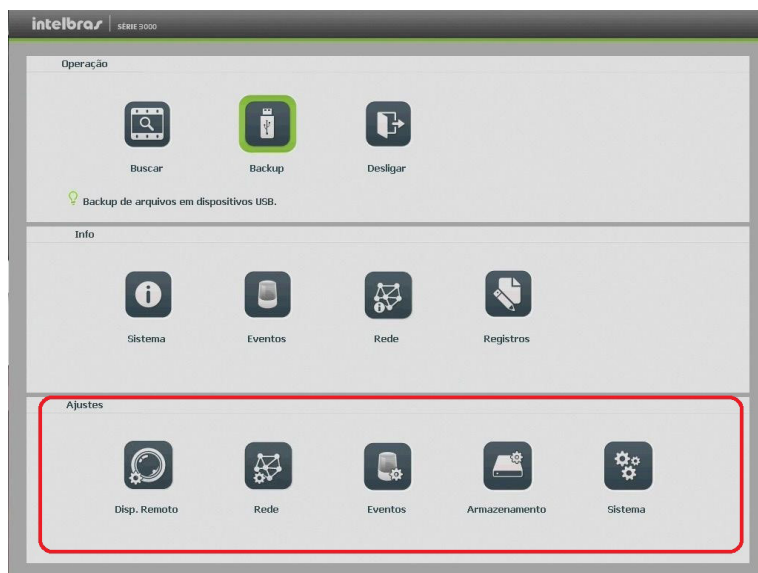 intelbras | SÉRIE 3000
Operação
Buscar Backup Desligar
Backup de arquivos em dispositivos USB.
Info
Sistema Eventos Rede Registros
Ajustes
Disp. Remoto Rede Eventos Armazenamento Sistema